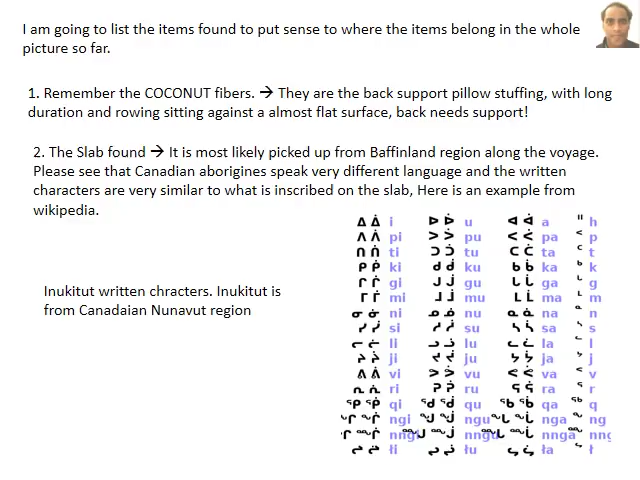 I am going to list the items found to put sense to where the items belong in the whole
picture so far.
1. Remember the COCONUT fibers. → They are the back support pillow stuffing, with long
duration and rowing sitting against a almost flat surface, back needs support!
2. The Slab found → It is most likely picked up from Baffinland region along the voyage.
Please see that Canadian aborigines speak very different language and the written
characters are very similar to what is inscribed on the slab, Here is an example from
wikipedia.
Inukitut written chracters. Inukitut is
from Canadaian Nunavut region
ᐃ ᐄ i ᐅ ᐆ u ᐊ ᐋ a ᐦ h
ᐱ ᐲ pi ᐳ ᐴ pu ᐸ ᐹ pa ᑉ p
ᑎ ᑏ ti ᑐ ᑑ tu ᑕ ᑖ ta ᑦ t
ᑭ ᑮ ki ᑯ ᑰ ku ᑲ ᑳ ka ᒃ k
ᒋ ᒌ gi ᒍ ᒎ gu ᒐ ᒑ ga ᒡ g
ᒥ ᒦ mi ᒧ ᒨ mu ᒪ ᒫ ma ᒻ m
ᓂ ᓃ ni ᓄ ᓅ nu ᓇ ᓈ na ᓐ n
ᓯ ᓰ si ᓱ ᓲ su ᓴ ᓵ sa ᔅ s
ᓕ ᓖ li ᓗ ᓘ lu ᓚ ᓛ la ᓪ l
ᔨ ᔩ ji ᔪ ᔫ ju ᔭ ᔮ ja ᔾ j
ᕕ ᕖ vi ᕗ ᕘ vu ᕙ ᕚ va ᕝ v
ᕆ ᕇ ri ᕈ ᕉ ru ᕋ ᕌ ra ᕐ r
ᕿ ᖀ qi ᖁ ᖂ qu ᖃ ᖄ qa ᖅ q
ᖏ ᖐ ngi ᖑ ᖒ ngu ᖓ ᖔ nga ᖕ ng
ᙱ ᙲ nngi ᙳ ᙴ nngu ᙵ ᙶ nnga ᖖ nng
ᖠ ᖡ łi ᖢ ᖣ łu ᖤ ᖥ ła ᖦ ł